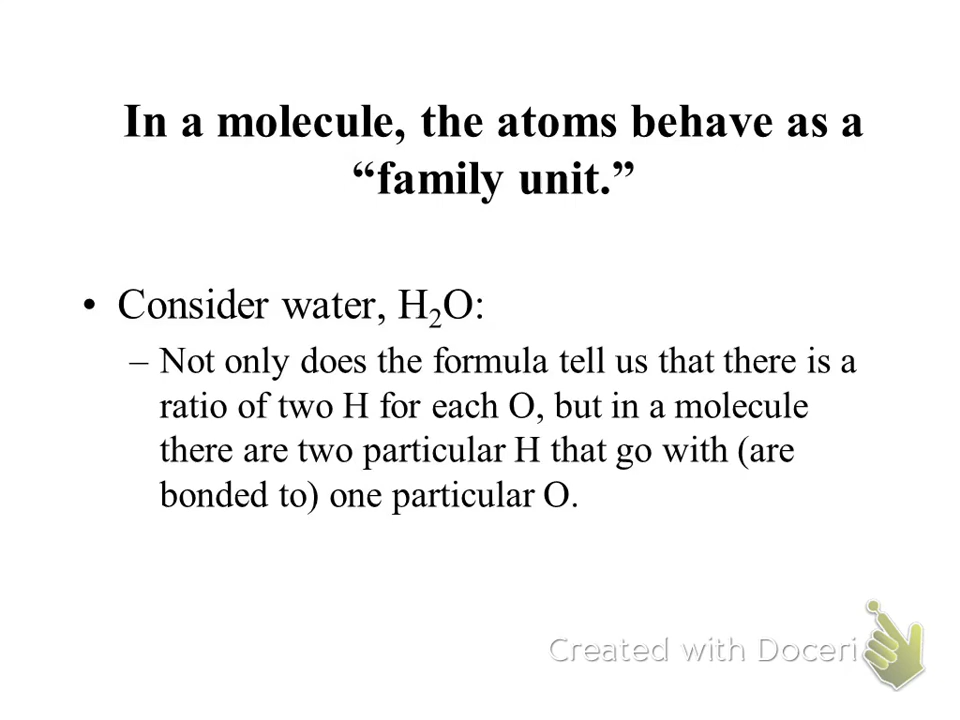 In a molecule, the atoms behave as a
“family unit.”
• Consider water, H₂O:
– Not only does the formula tell us that there is a
ratio of two H for each O, but in a molecule
there are two particular H that go with (are
bonded to) one particular O.
Created with Doceri